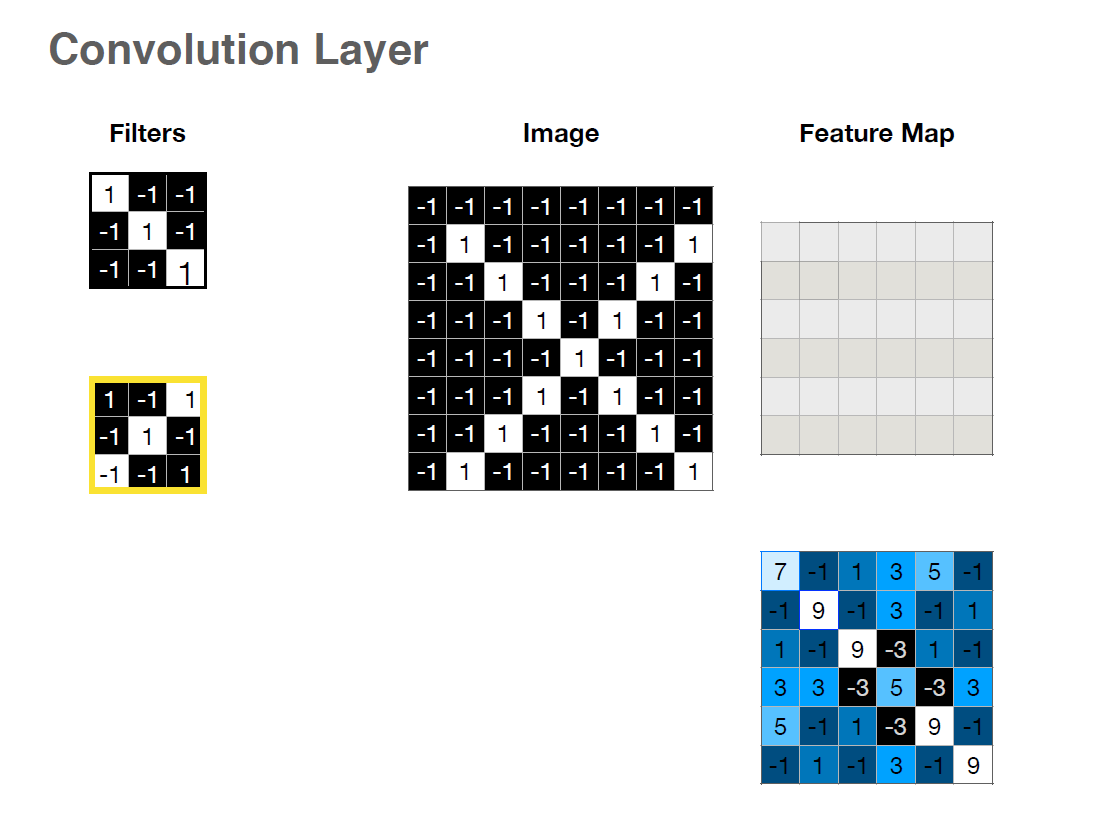 Convolution Layer
Filters
Image
Feature Map
1 -1 -1
-1 1 -1
-1 -1 1
1 -1 1
-1 1 -1
-1 -1 1
-1 -1 -1 -1 -1 -1 -1 -1
-1 1 -1 -1 -1 -1 -1 1
-1 -1 1 -1 -1 -1 1 -1
-1 -1 -1 1 -1 1 -1 -1
-1 -1 -1 -1 1 -1 -1 -1
-1 -1 -1 1 -1 1 -1 -1
-1 -1 1 -1 -1 -1 1 -1
-1 1 -1 -1 -1 -1 -1 1
7 -1 1 3 5 -1
-1 9 -1 3 -1 1
1 -1 9 -3 1 -1
3 3 -3 5 -3 3
5 -1 1 -3 9 -1
-1 1 -1 3 -1 9